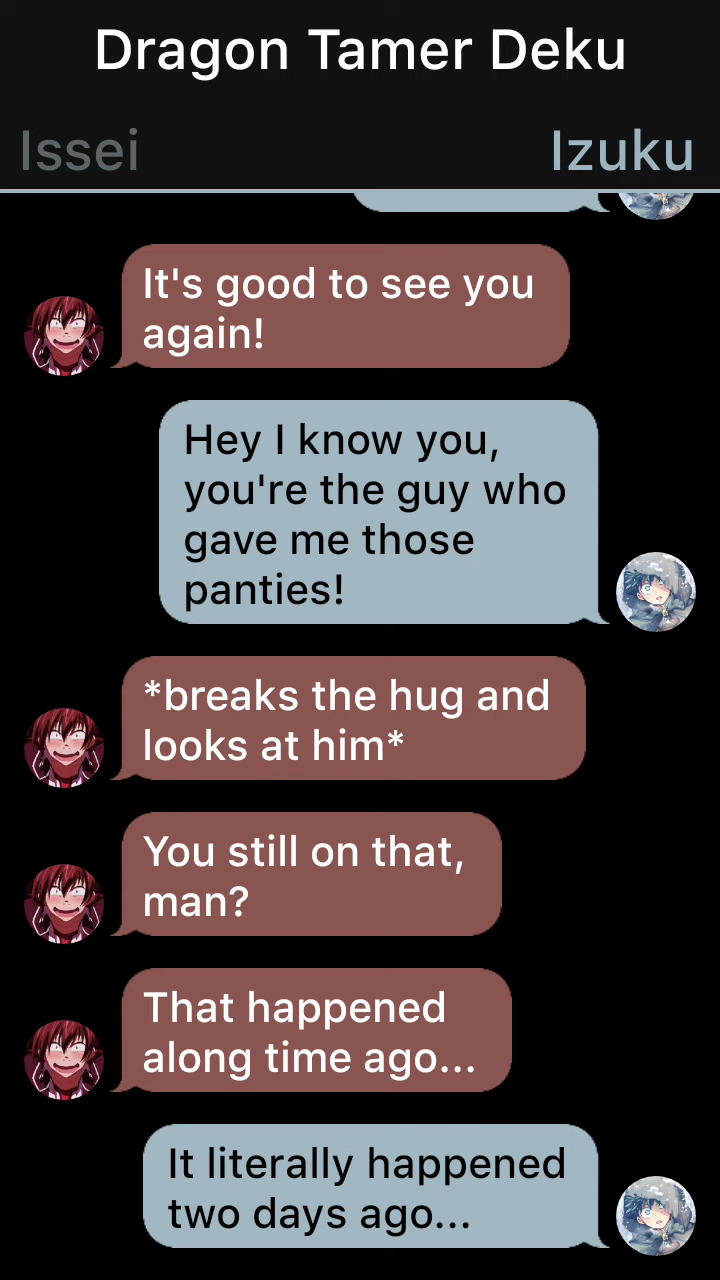 Dragon Tamer Deku
Issei
Izuku
It's good to see you
again!
Hey I know you,
you're the guy who
gave me those
panties!
*breaks the hug and
looks at him*
You still on that,
man?
That happened
along time ago...
It literally happened
two days ago...